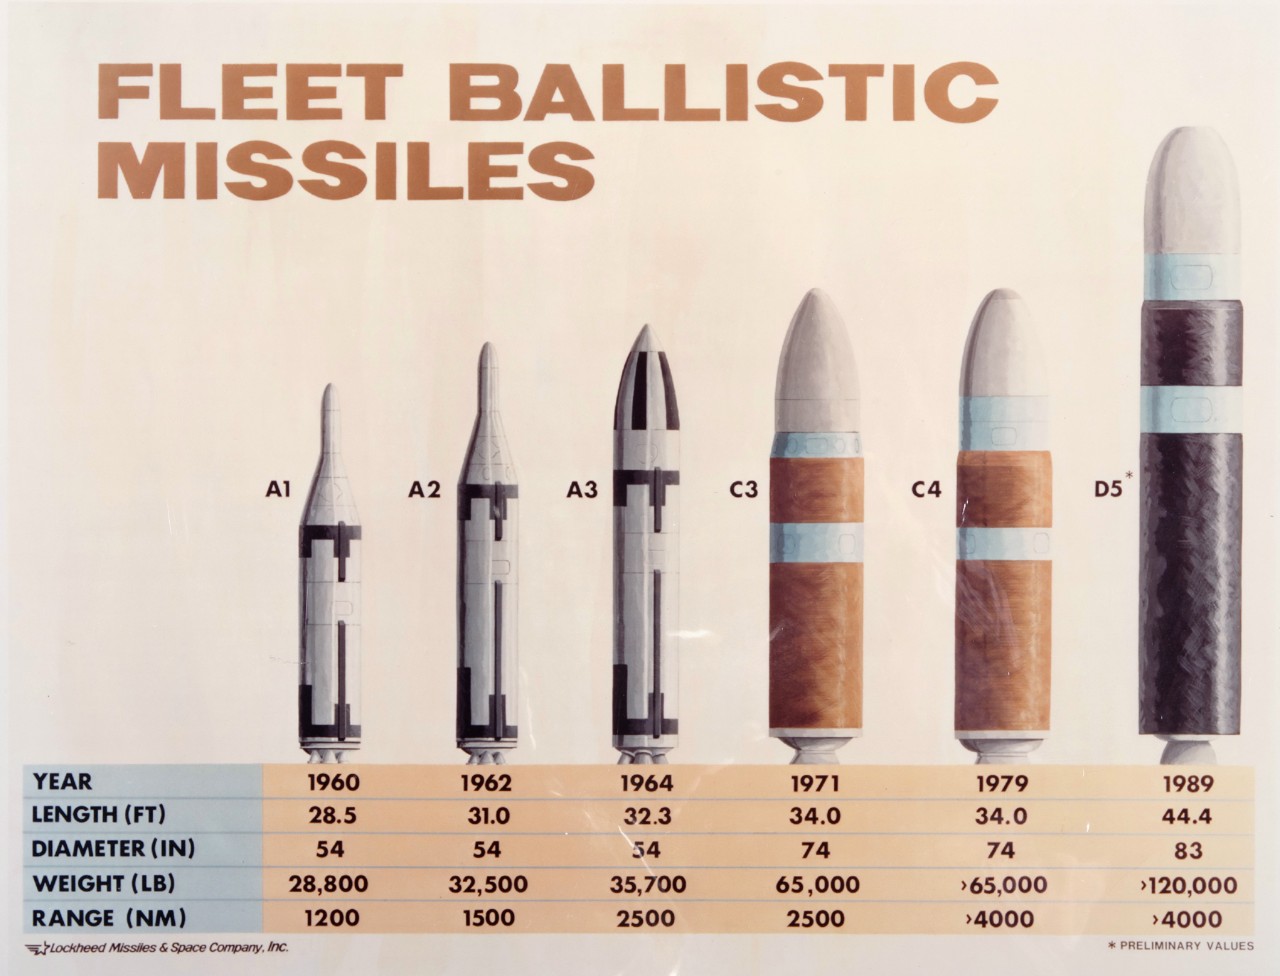 FLEET BALLISTIC
MISSILES
A1 A2 A3 C3 C4 D5*
YEAR 1960 1962 1964 1971 1979 1989
LENGTH (FT) 28.5 31.0 32.3 34.0 34.0 44.4
DIAMETER (IN) 54 54 54 74 74 83
WEIGHT (LB) 28,800 32,500 35,700 65,000 >65,000 >120,000
RANGE (NM) 1200 1500 2500 2500 >4000 >4000
Lockheed Missiles & Space Company, Inc. * PRELIMINARY VALUES